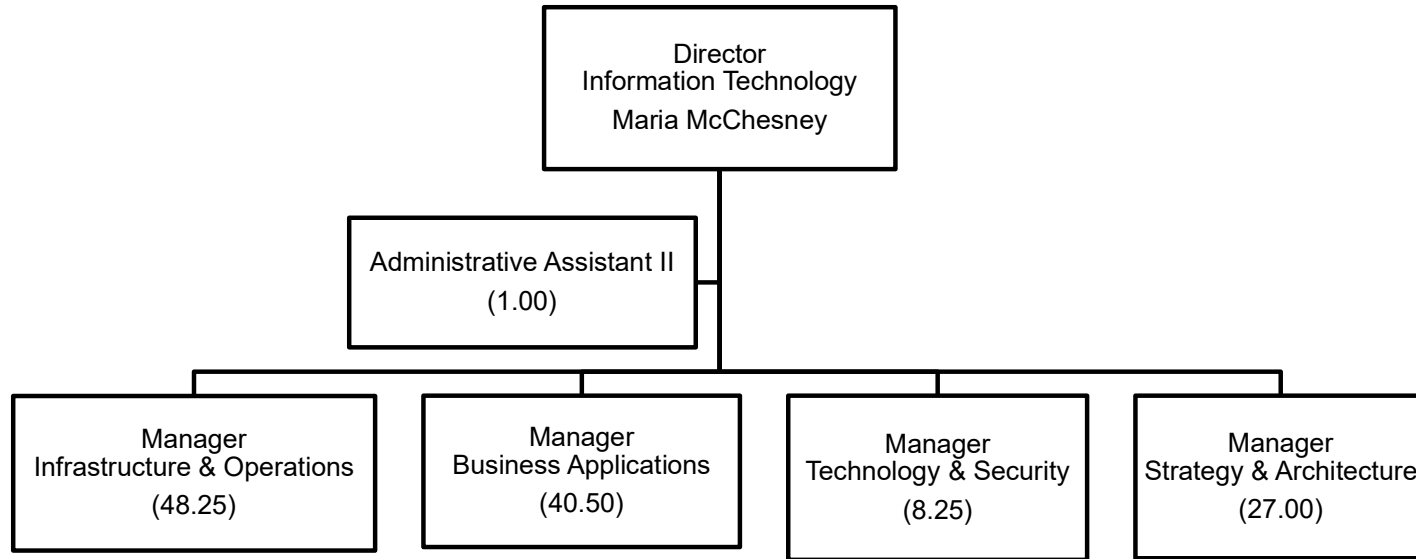 Director
Information Technology
Maria McChesney
Administrative Assistant II
(1.00)
Manager
Infrastructure & Operations
(48.25)
Manager
Business Applications
(40.50)
Manager
Technology & Security
(8.25)
Manager
Strategy & Architecture
(27.00)